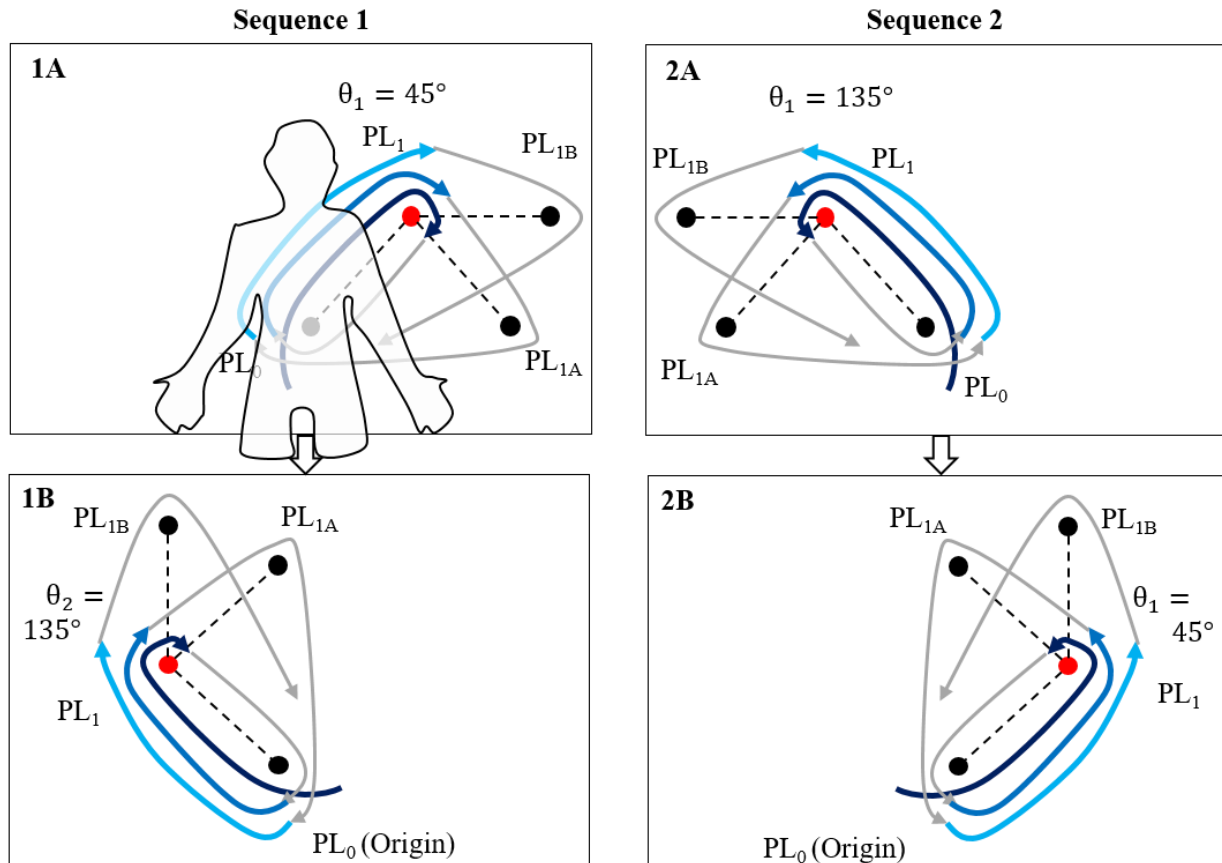 Sequence 1
Sequence 2
1A
θ₁ = 45°
PL₁
PL₁B
PL₀
PL₁A
2A
θ₁ = 135°
PL₁B
PL₁
PL₁A
PL₀
1B
PL₁B
PL₁A
θ₂ =
135°
PL₁
PL₀ (Origin)
2B
PL₁A
PL₁B
θ₁ =
45°
PL₁
PL₀ (Origin)